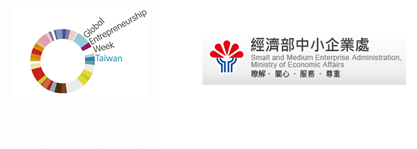 Global
Entrepreneurship
Week
Taiwan
經濟部中小企業處
Small and Medium Enterprise Administration,
Ministry of Economic Affairs
瞭解 · 關心 · 服務 · 尊重